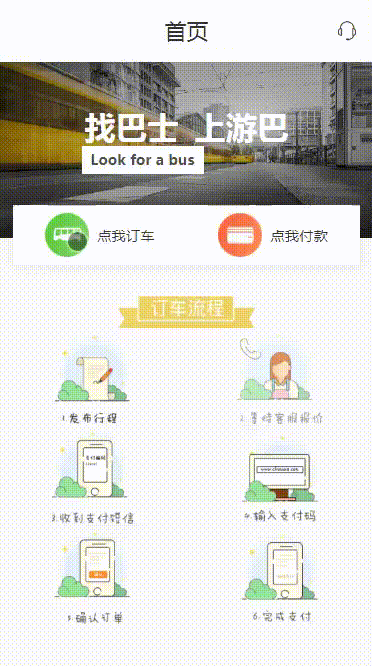 首页
找巴士 上游巴
Look for a bus
点我订车
点我付款
订车流程
1.发布行程
2.等待客服报价
3.收到支付短信
4.输入支付码
5.确认订单
6.完成支付